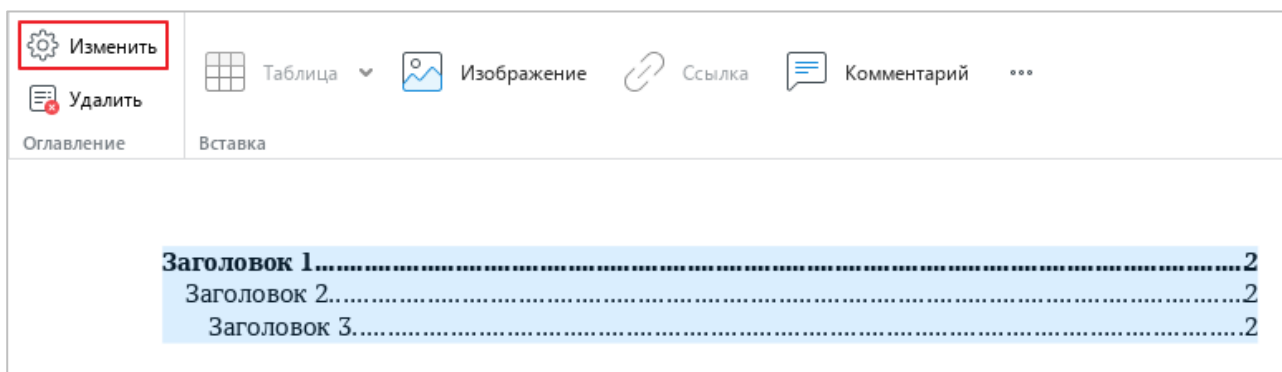 Изменить
Удалить
Оглавление
Таблица Изображение Ссылка Комментарий
Вставка
Заголовок 1.......................................................................................................2
Заголовок 2.......................................................................................................2
Заголовок 3.......................................................................................................2